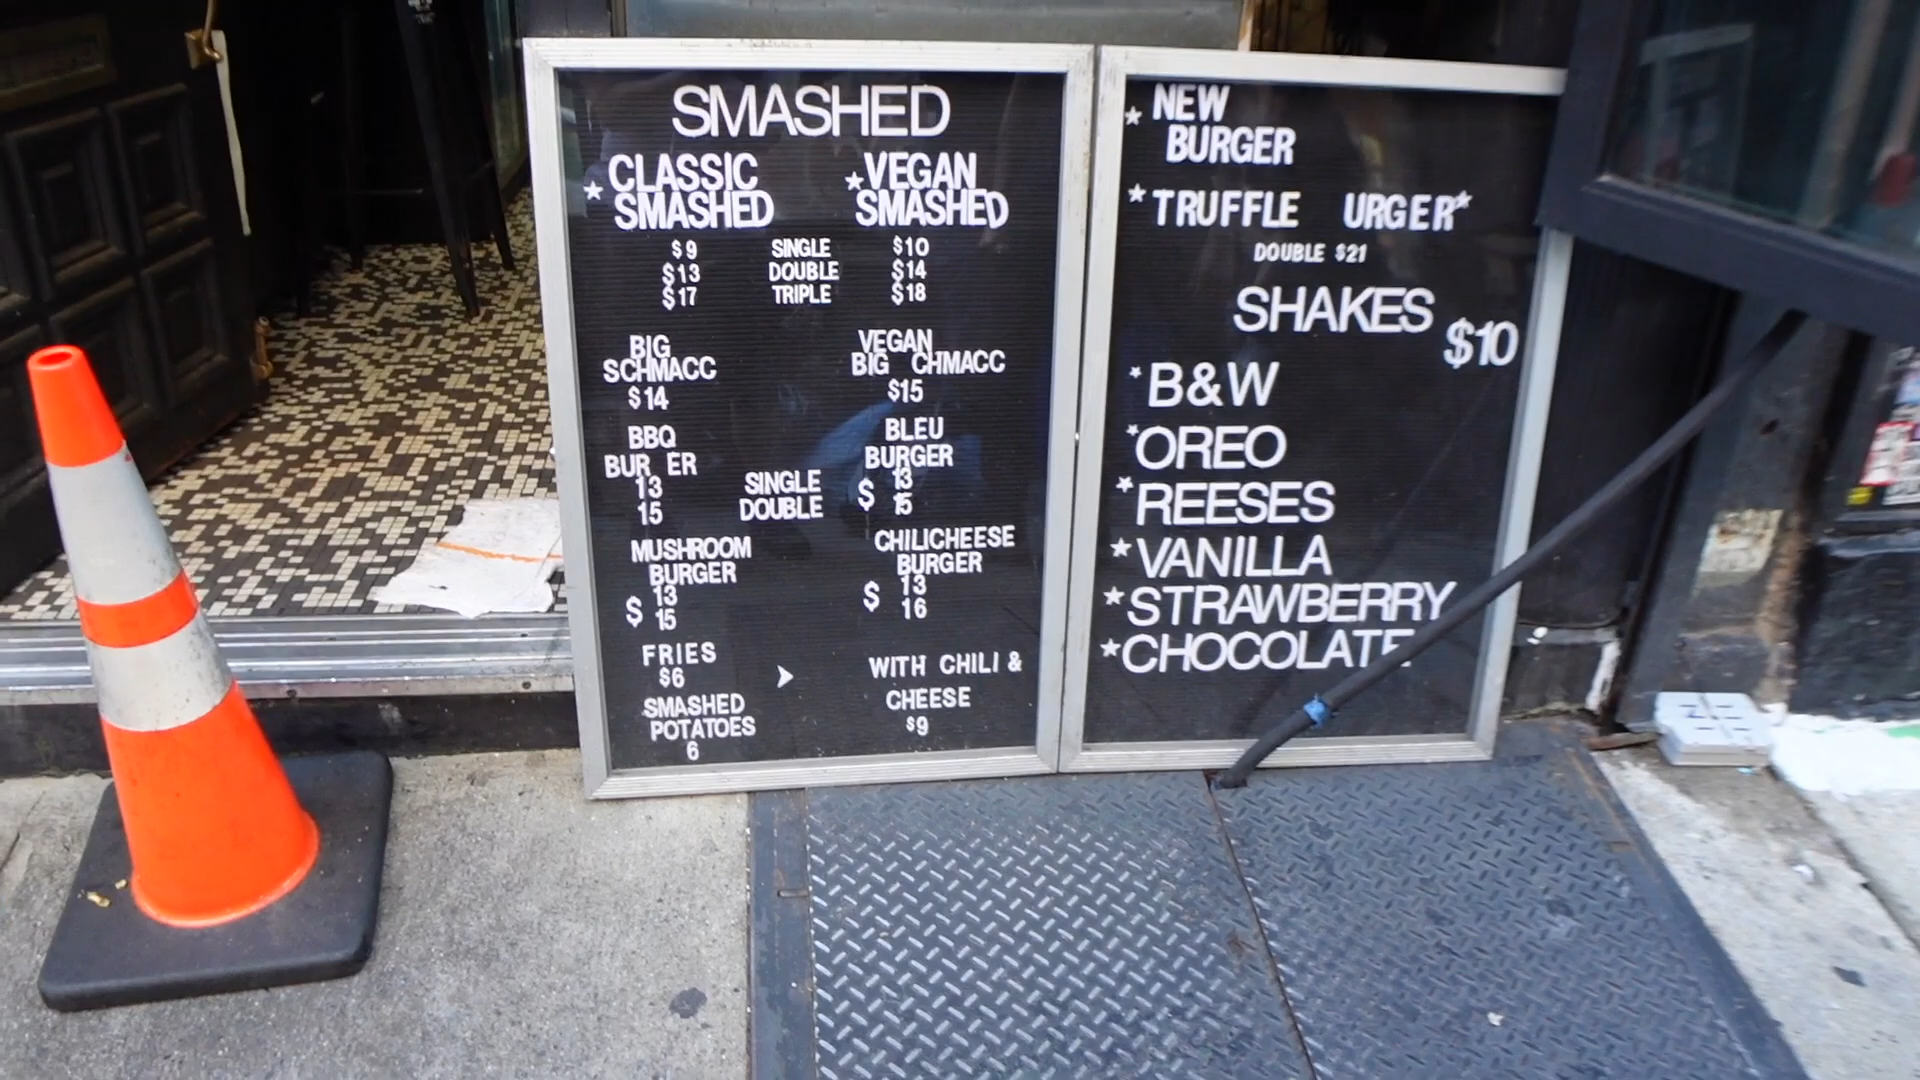 SMASHED
CLASSIC
SMASHED
VEGAN
SMASHED
$9 SINGLE $10
$13 DOUBLE $14
$17 TRIPLE $18
BIG
SCHMACC
$14
VEGAN
BIG CHMACC
$15
BBQ
BUR ER
13 SINGLE
15 DOUBLE
BLEU
BURGER
13
$ 15
MUSHROOM
BURGER
13
$ 15
CHILICHEESE
BURGER
13
$ 16
FRIES
$6
WITH CHILI &
CHEESE
$9
SMASHED
POTATOES
6
NEW
BURGER
TRUFFLE URGER
DOUBLE $21
SHAKES
$10
B&W
OREO
REESES
VANILLA
STRAWBERRY
CHOCOLATE